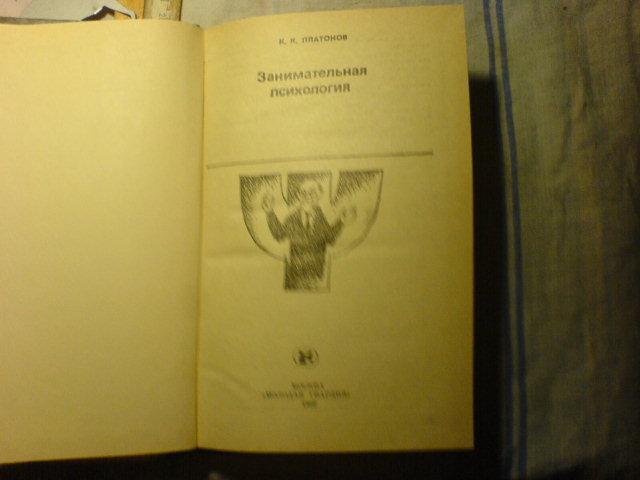 К. К. ПЛАТОНОВ
Занимательная
психология
МОСКВА
«МОЛОДАЯ ГВАРДИЯ»